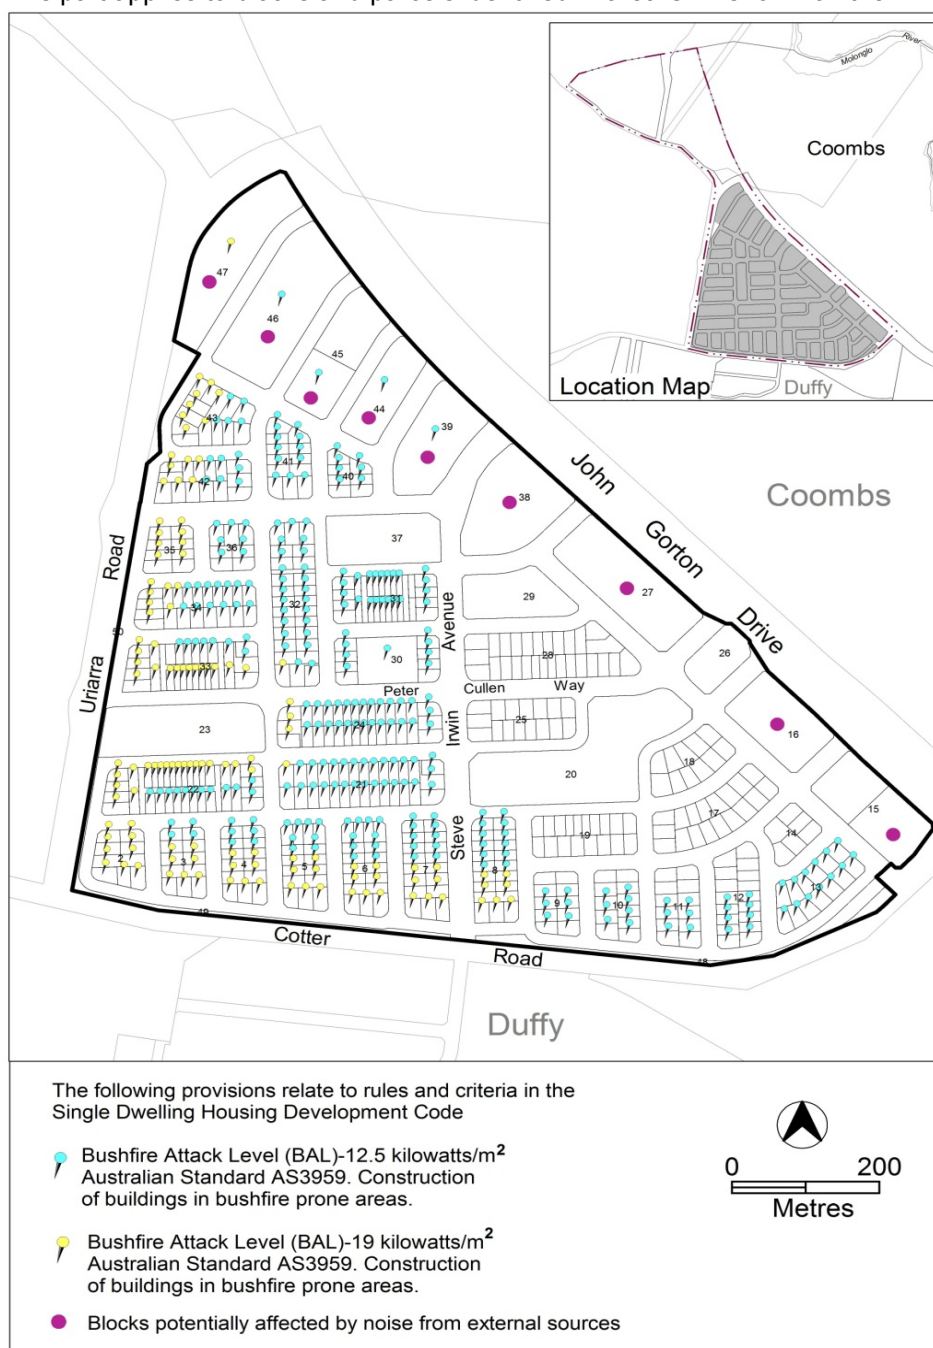 Molonglo
River
Coombs
Location Map
Duffy
47
46
45
44
43
39
41
40
42
38
John
Coombs
Gorton
37
35
36
Road
27
Drive
34
32
31
29
Avenue
50
26
33
30
28
Uriarra
Peter
Cullen
Way
16
23
24
Irwin
25
18
20
22
21
15
17
Steve
19
14
2
3
4
5
6
7
8
9
10
11
12
13
49
Cotter
Road
48
Duffy
The following provisions relate to rules and criteria in the
Single Dwelling Housing Development Code
Bushfire Attack Level (BAL)-12.5 kilowatts/m²
Australian Standard AS3959. Construction
of buildings in bushfire prone areas.
0 200
Metres
Bushfire Attack Level (BAL)-19 kilowatts/m²
Australian Standard AS3959. Construction
of buildings in bushfire prone areas.
Blocks potentially affected by noise from external sources